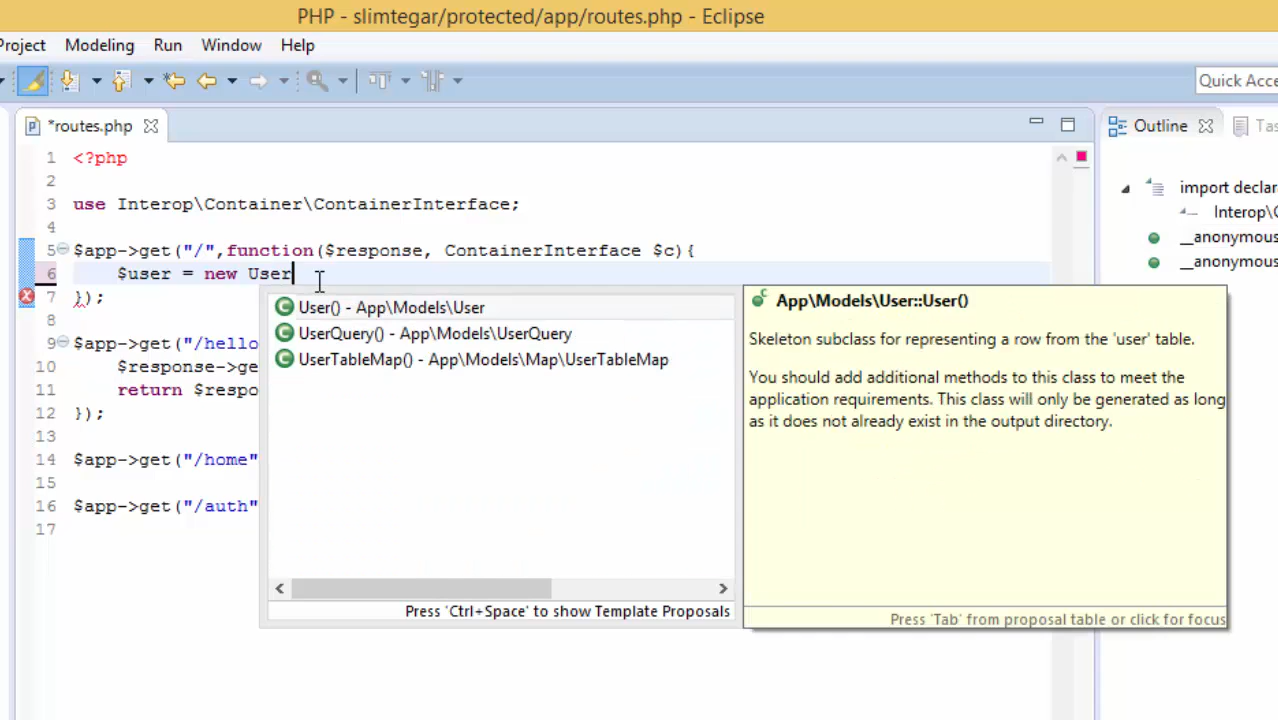 PHP - slimtegar/protected/app/routes.php - Eclipse
Project Modeling Run Window Help
Quick Acce
*routes.php
Outline Tas
1 <?php
2
3 use Interop\Container\ContainerInterface;
4
5 $app->get("/",function($response, ContainerInterface $c){
6 $user = new User
7 });
8
9 $app->get("/hello
10 $response->ge
11 return $respo
12 });
13
14 $app->get("/home"
15
16 $app->get("/auth"
17
User() - App\Models\User
UserQuery() - App\Models\UserQuery
UserTableMap() - App\Models\Map\UserTableMap
Press 'Ctrl+Space' to show Template Proposals
App\Models\User::User()
Skeleton subclass for representing a row from the 'user' table.
You should add additional methods to this class to meet the
application requirements. This class will only be generated as long
as it does not already exist in the output directory.
Press 'Tab' from proposal table or click for focus
import declar
Interop\C
__anonymous
__anonymous